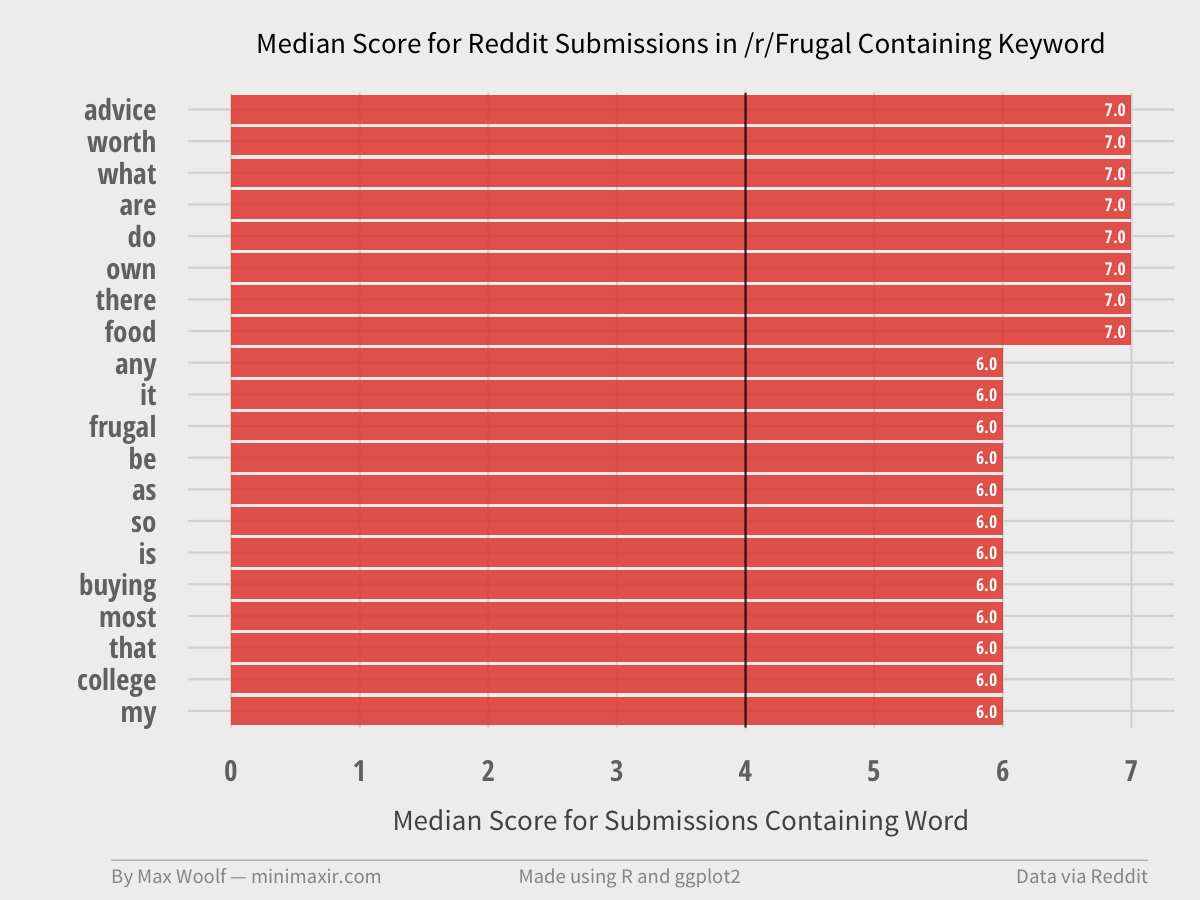 Median Score for Reddit Submissions in /r/Frugal Containing Keyword
advice 7.0
worth 7.0
what 7.0
are 7.0
do 7.0
own 7.0
there 7.0
food 7.0
any 6.0
it 6.0
frugal 6.0
be 6.0
as 6.0
so 6.0
is 6.0
buying 6.0
most 6.0
that 6.0
college 6.0
my 6.0
0 1 2 3 4 5 6 7
Median Score for Submissions Containing Word
By Max Woolf — minimaxir.com Made using R and ggplot2 Data via Reddit